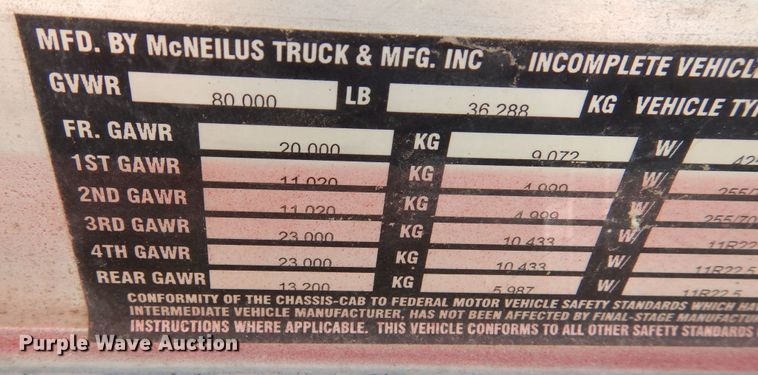 MFD. BY McNEILUS TRUCK & MFG. INC INCOMPLETE
GVWR 80,000 LB 36,288 KG VEHICLE
FR. GAWR 20,000 KG 9,072 W/
1ST GAWR 11,020 KG 4,999 W/
2ND GAWR 11,020 KG 4,999 W/
3RD GAWR 23,000 KG 10,433 W/
4TH GAWR 23,000 KG 10,433 W/ 11R22.5
REAR GAWR 13,200 KG 5,987 W/ 11R22.5
CONFORMITY OF THE CHASSIS-CAB TO FEDERAL MOTOR VEHICLE SAFETY STANDARDS WHICH
INTERMEDIATE VEHICLE MANUFACTURER, HAS NOT BEEN AFFECTED BY FINAL-STAGE
INSTRUCTIONS WHERE APPLICABLE. THIS VEHICLE CONFORMS TO ALL OTHER SAFETY STANDARDS
Purple Wave Auction